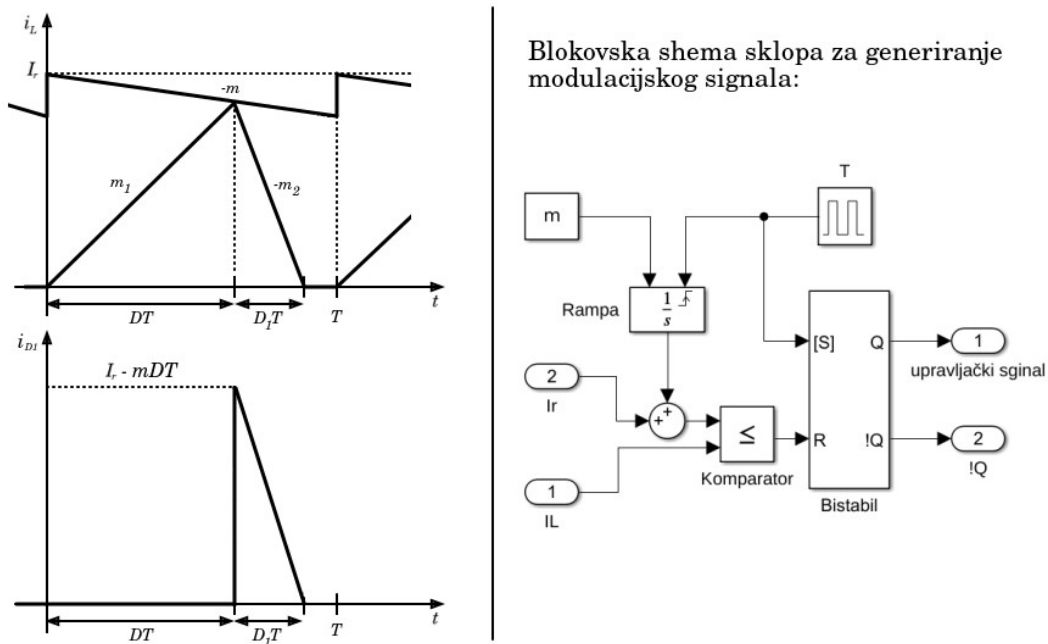 i_L
I_r
-m
m_1
-m_2
t
DT
D_1T
T
i_D1
I_r - mDT
t
DT
D_1T
T
Blokovska shema sklopa za generiranje
modulacijskog signala:
T
m
Rampa
1
s
2
Ir
+
+
≤
Komparator
1
IL
[S]
Q
R
!Q
Bistabil
1
upravljački sginal
2
!Q